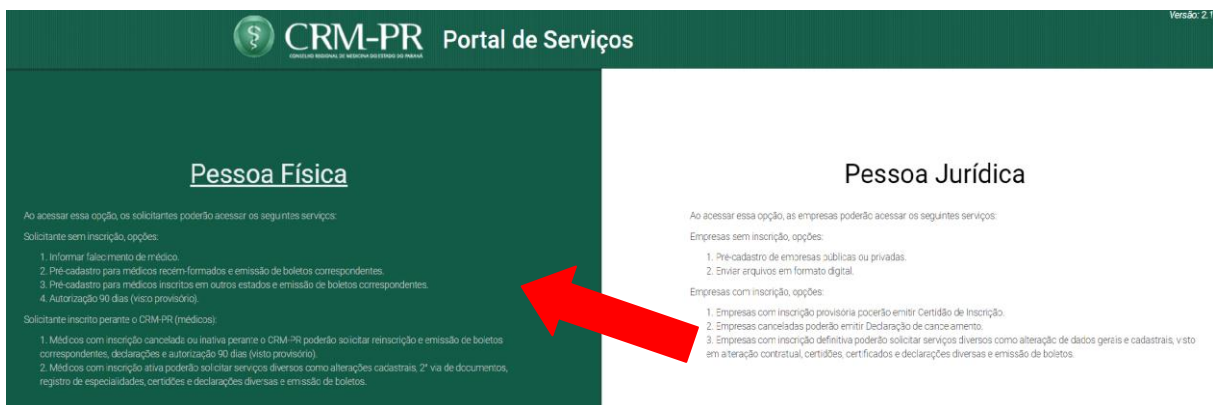 Versão: 2.1
CRM-PR Portal de Serviços
CONSELHO REGIONAL DE MEDICINA DO ESTADO DO PARANÁ
Pessoa Física
Ao acessar essa opção, os solicitantes poderão acessar os seguintes serviços:
Solicitante sem inscrição, opções:
1. Informar falecimento de médico.
2. Pré-cadastro para médicos recém-formados e emissão de boletos correspondentes.
3. Pré-cadastro para médicos inscritos em outros estados e emissão de boletos correspondentes.
4. Autorização 90 dias (visto provisório).
Solicitante inscrito perante o CRM-PR (médicos):
1. Médicos com inscrição cancelada ou inativa perante o CRM-PR poderão solicitar reinscrição e emissão de boletos
correspondentes, declarações e autorização 90 dias (visto provisório).
2. Médicos com inscrição ativa poderão solicitar serviços diversos como alterações cadastrais, 2ª via de documentos,
registro de especialidades, certidões e declarações diversas e emissão de boletos.
Pessoa Jurídica
Ao acessar essa opção, as empresas poderão acessar os seguintes serviços:
Empresas sem inscrição, opções:
1. Pré-cadastro de empresas públicas ou privadas.
2. Enviar arquivos em formato digital.
Empresas com inscrição, opções:
1. Empresas com inscrição provisória poderão emitir Certidão de Inscrição.
2. Empresas canceladas poderão emitir Declaração de cancelamento.
3. Empresas com inscrição definitiva poderão solicitar serviços diversos como alteração de dados gerais e cadastrais, visto
em alteração contratual, certidões, certificados e declarações diversas e emissão de boletos.